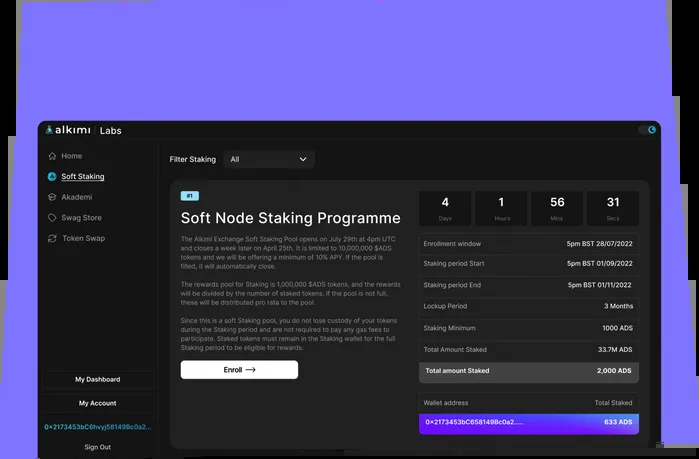 alkimi Labs
Home
Soft Staking
Akademi
Swag Store
Token Swap
My Dashboard
My Account
0x2173453bC6hvyj58149Bc0a2...
Sign Out
Filter Staking All
#1
Soft Node Staking Programme
The Alkimi Exchange Soft Staking Pool opens on July 29th at 4pm UTC
and closes a week later on April 25th. It is limited to 10,000,000 $ADS
tokens and we will be offering a minimum of 10% APY. If the pool is
filled, it will automatically close.
The rewards pool for Staking is 1,000,000 $ADS tokens, and the rewards
will be divided by the number of staked tokens. If the pool is not full,
these will be distributed pro rata to the pool.
Since this is a soft Staking pool, you do not lose custody of your tokens
during the Staking period and are not required to pay any gas fees to
participate. Staked tokens must remain in the Staking wallet for the full
Staking period to be eligible for rewards.
Enroll
4 1 56 31
Days Hours Mins Secs
Enrollment window 5pm BST 28/07/2022
Staking period Start 5pm BST 01/09/2022
Staking period End 5pm BST 01/11/2022
Lockup Period 3 Months
Staking Minimum 1000 ADS
Total Amount Staked 33.7M ADS
Total amount Staked 2,000 ADS
Wallet address Total Staked
0x2173453bC658149Bc0a2..... 633 ADS